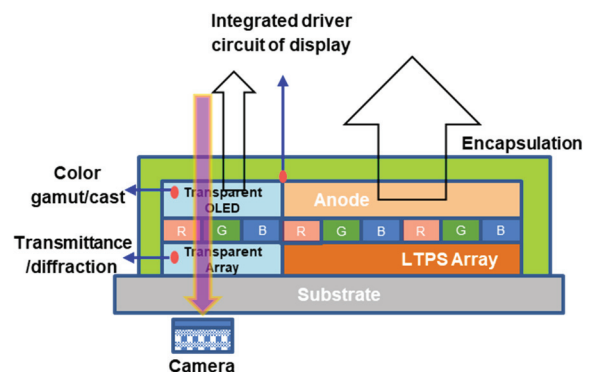 Integrated driver
circuit of display
Encapsulation
Color
gamut/cast
Transparent
OLED
Anode
R G B R G B R G B
Transmittance
/diffraction
Transparent
Array
LTPS Array
Substrate
Camera